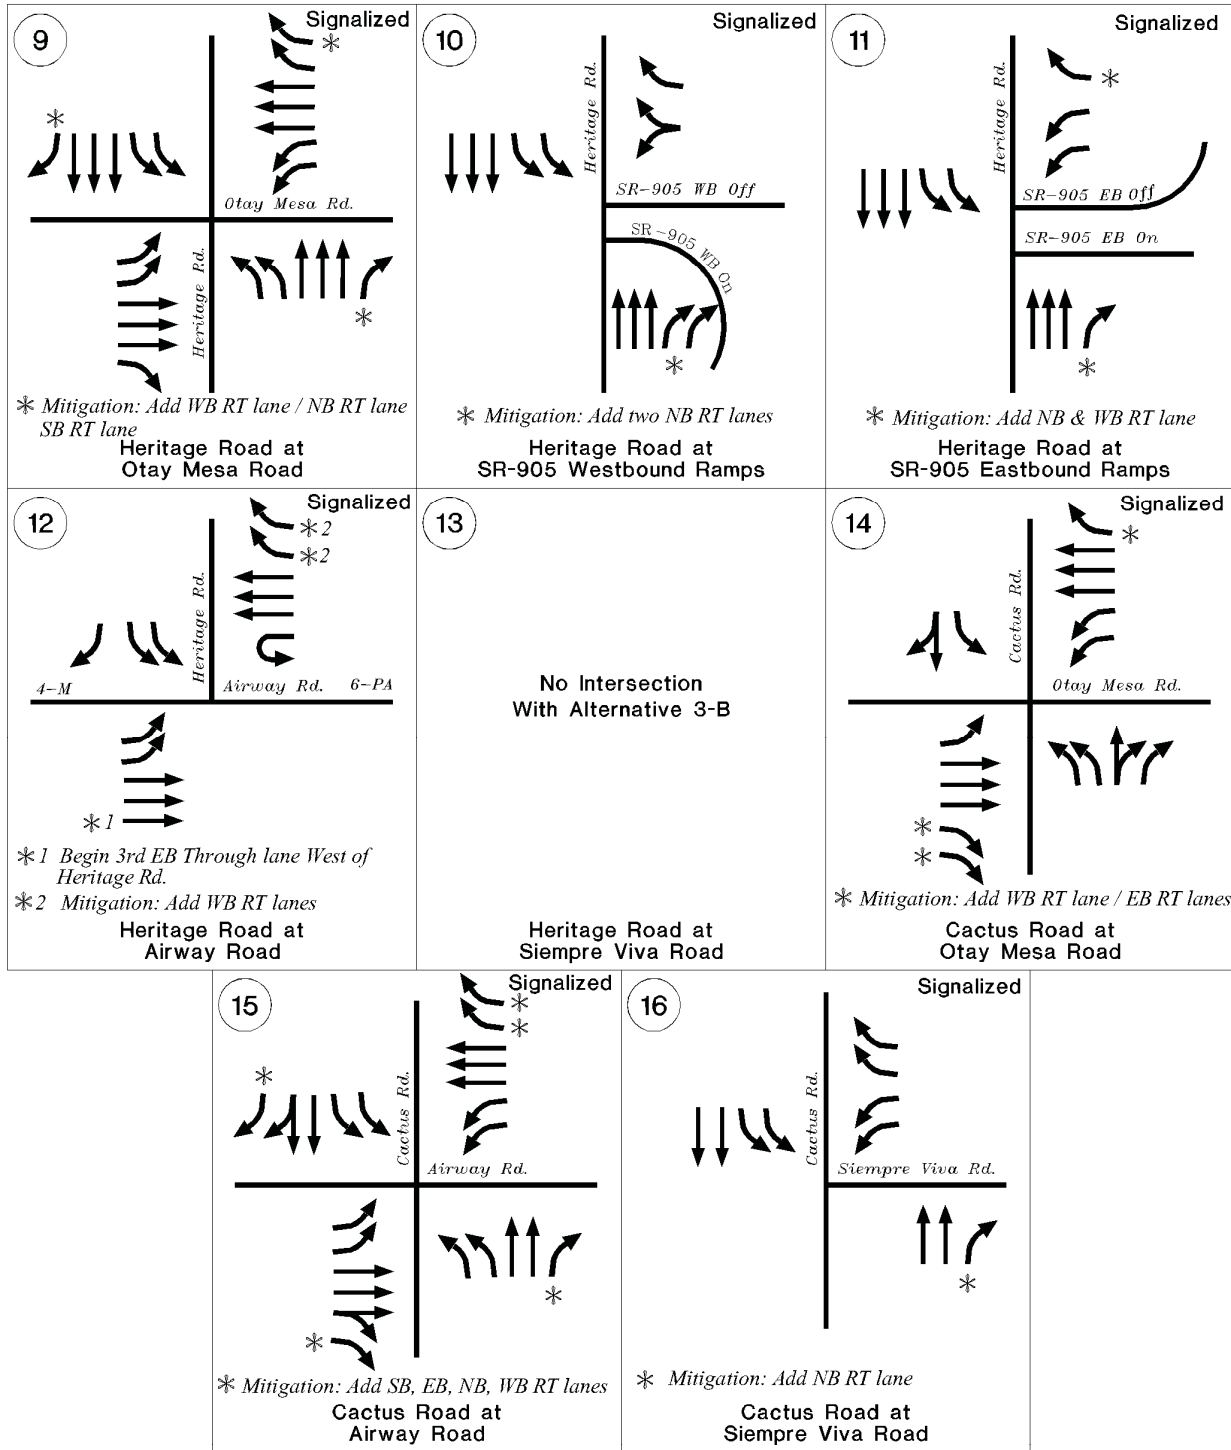 9
Signalized
*
*
Otay Mesa Rd.
Heritage Rd.
*
* Mitigation: Add WB RT lane / NB RT lane
SB RT lane
Heritage Road at
Otay Mesa Road
10
Signalized
Heritage Rd.
SR-905 WB Off
SR-905 WB On
*
* Mitigation: Add two NB RT lanes
Heritage Road at
SR-905 Westbound Ramps
11
Signalized
Heritage Rd.
*
SR-905 EB Off
SR-905 EB On
*
* Mitigation: Add NB & WB RT lane
Heritage Road at
SR-905 Eastbound Ramps
12
Signalized
*2
*2
Heritage Rd.
4-M
Airway Rd.
6-PA
*1
*1 Begin 3rd EB Through lane West of
Heritage Rd.
*2 Mitigation: Add WB RT lanes
Heritage Road at
Airway Road
13
No Intersection
With Alternative 3-B
Heritage Road at
Siempre Viva Road
14
Signalized
*
Cactus Rd.
Otay Mesa Rd.
*
*
* Mitigation: Add WB RT lane / EB RT lanes
Cactus Road at
Otay Mesa Road
15
Signalized
*
*
*
Cactus Rd.
Airway Rd.
*
*
* Mitigation: Add SB, EB, NB, WB RT lanes
Cactus Road at
Airway Road
16
Signalized
Cactus Rd.
Siempre Viva Rd.
*
* Mitigation: Add NB RT lane
Cactus Road at
Siempre Viva Road